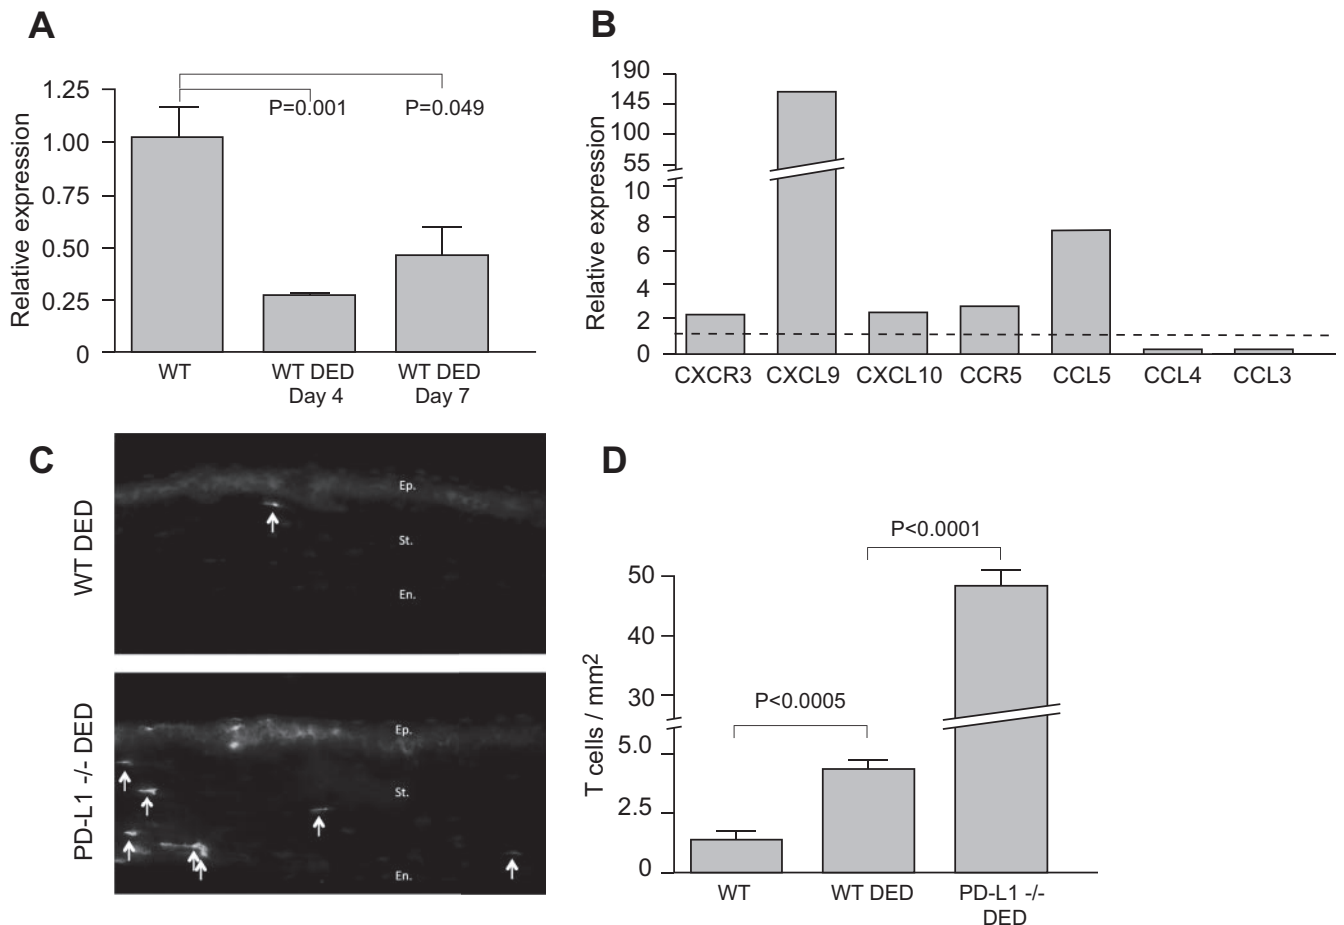 A
Relative expression
1.25
1.00
0.75
0.50
0.25
0
P=0.001
P=0.049
WT
WT DED
Day 4
WT DED
Day 7
B
Relative expression
190
145
100
55
10
8
6
4
2
0
CXCR3
CXCL9
CXCL10
CCR5
CCL5
CCL4
CCL3
C
WT DED
Ep.
St.
En.
PD-L1 -/- DED
Ep.
St.
En.
D
T cells / mm2
50
40
30
5.0
2.5
0
P<0.0005
P<0.0001
WT
WT DED
PD-L1 -/-
DED